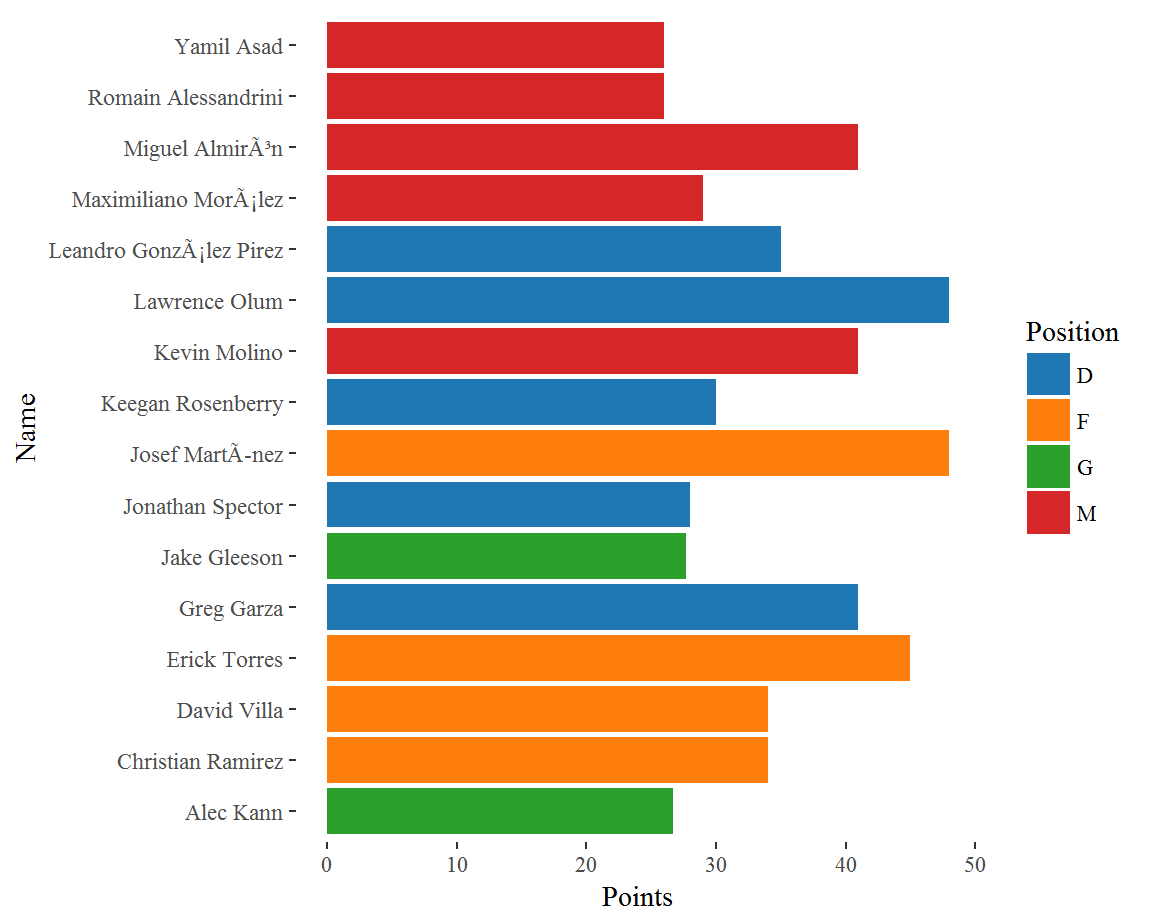 Yamil Asad
Romain Alessandrini
Miguel AlmirÃ³n
Maximiliano MorÃ¡lez
Leandro GonzÃ¡lez Pirez
Lawrence Olum
Kevin Molino
Keegan Rosenberry
Josef MartÃ-nez
Jonathan Spector
Jake Gleeson
Greg Garza
Erick Torres
David Villa
Christian Ramirez
Alec Kann
Name
0 10 20 30 40 50
Points
Position
D
F
G
M